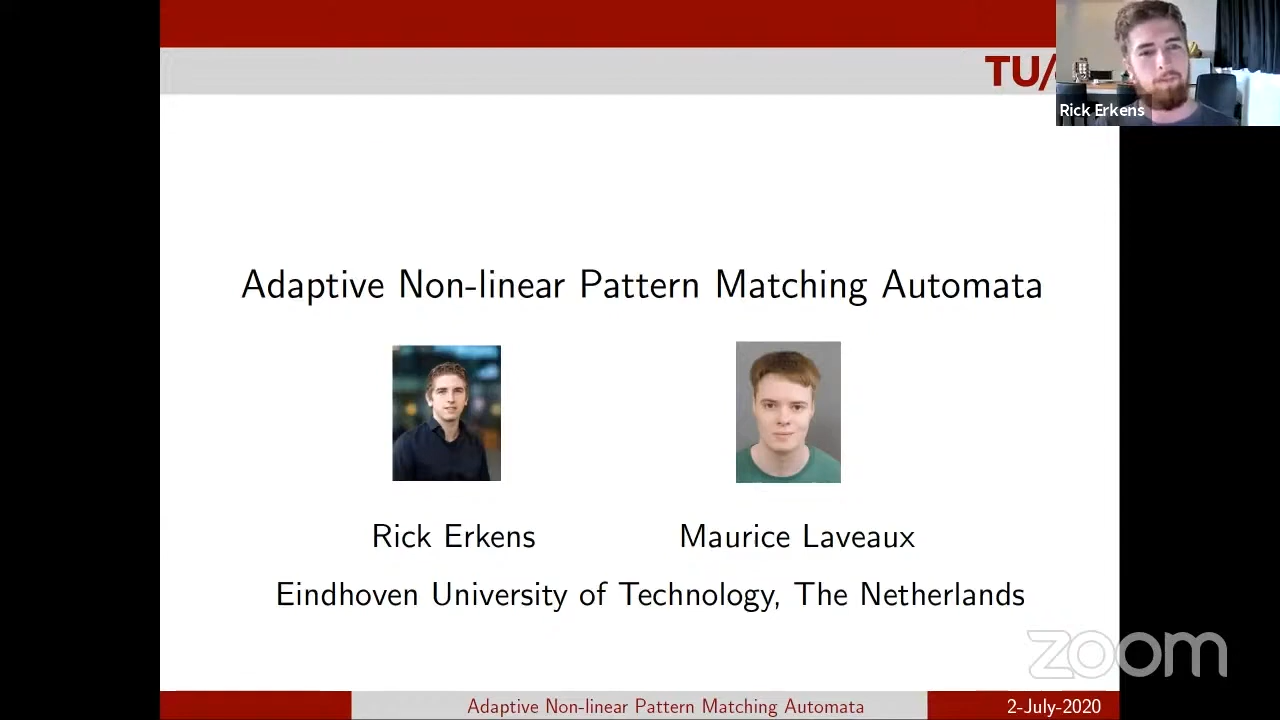 TU/
Rick Erkens
Adaptive Non-linear Pattern Matching Automata
Rick Erkens
Maurice Laveaux
Eindhoven University of Technology, The Netherlands
zoom
Adaptive Non-linear Pattern Matching Automata
2-July-2020